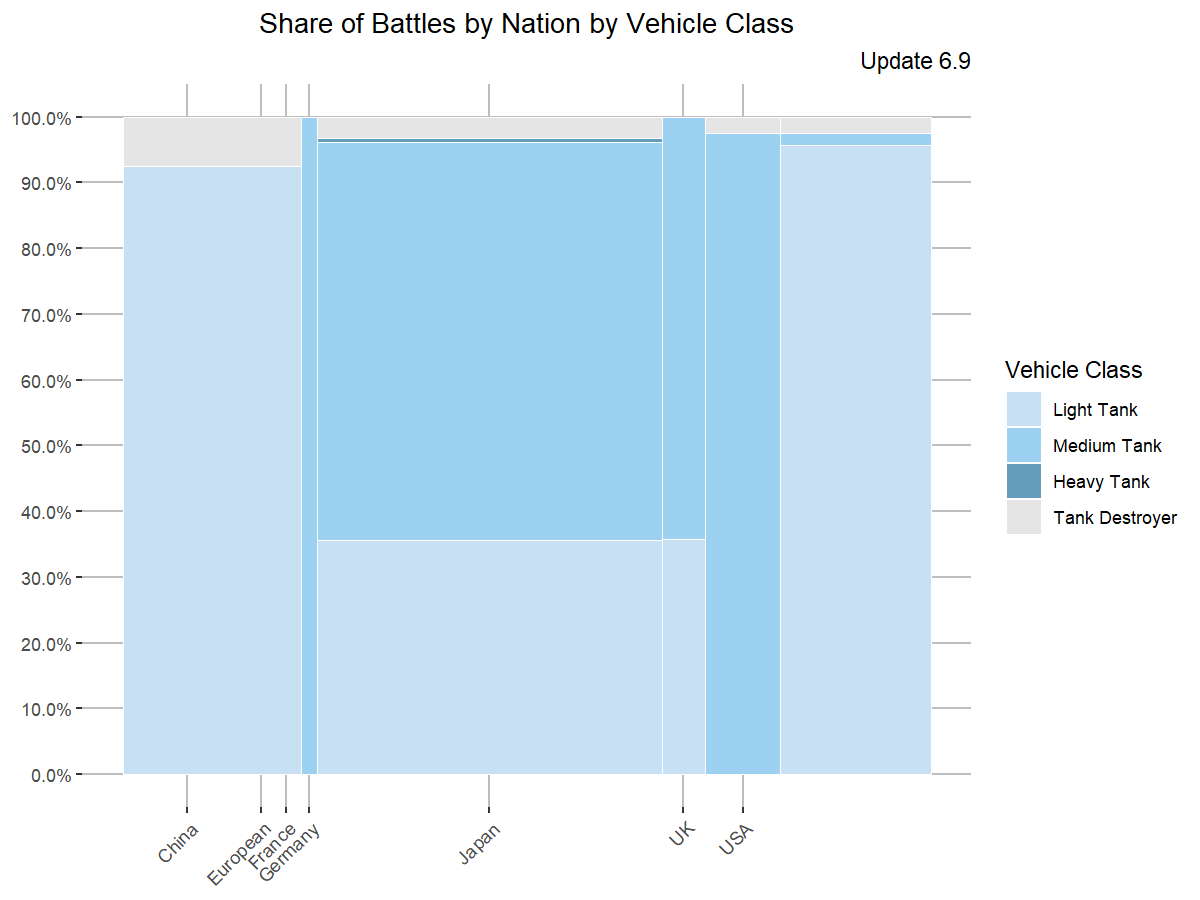 Share of Battles by Nation by Vehicle Class
Update 6.9
100.0%
90.0%
80.0%
70.0%
60.0%
50.0%
40.0%
30.0%
20.0%
10.0%
0.0%
China
European
France
Germany
Japan
UK
USA
Vehicle Class
Light Tank
Medium Tank
Heavy Tank
Tank Destroyer